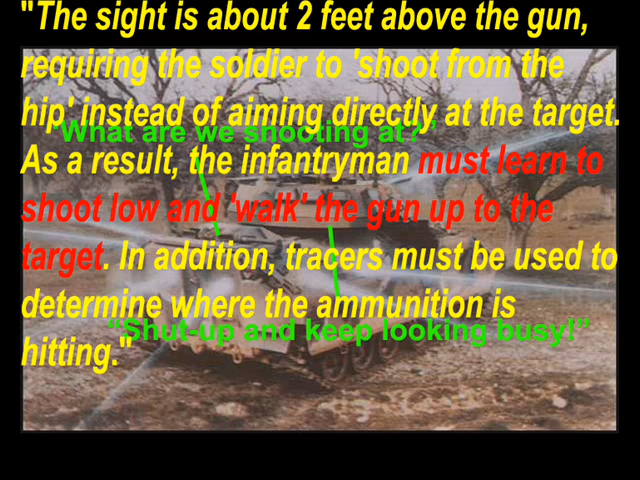 "The sight is about 2 feet above the gun,
requiring the soldier to 'shoot from the
hip' instead of aiming directly at the target.
"What are we shooting at?"
As a result, the infantryman must learn to
shoot low and 'walk' the gun up to the
target. In addition, tracers must be used to
determine where the ammunition is
“Shut-up and keep looking busy!”
hitting."